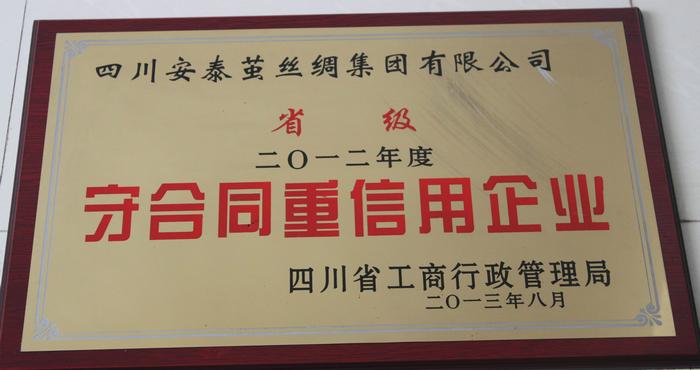 四川安泰茧丝绸集团有限公司
省级
二〇一二年度
守合同重信用企业
四川省工商行政管理局
二〇一三年八月